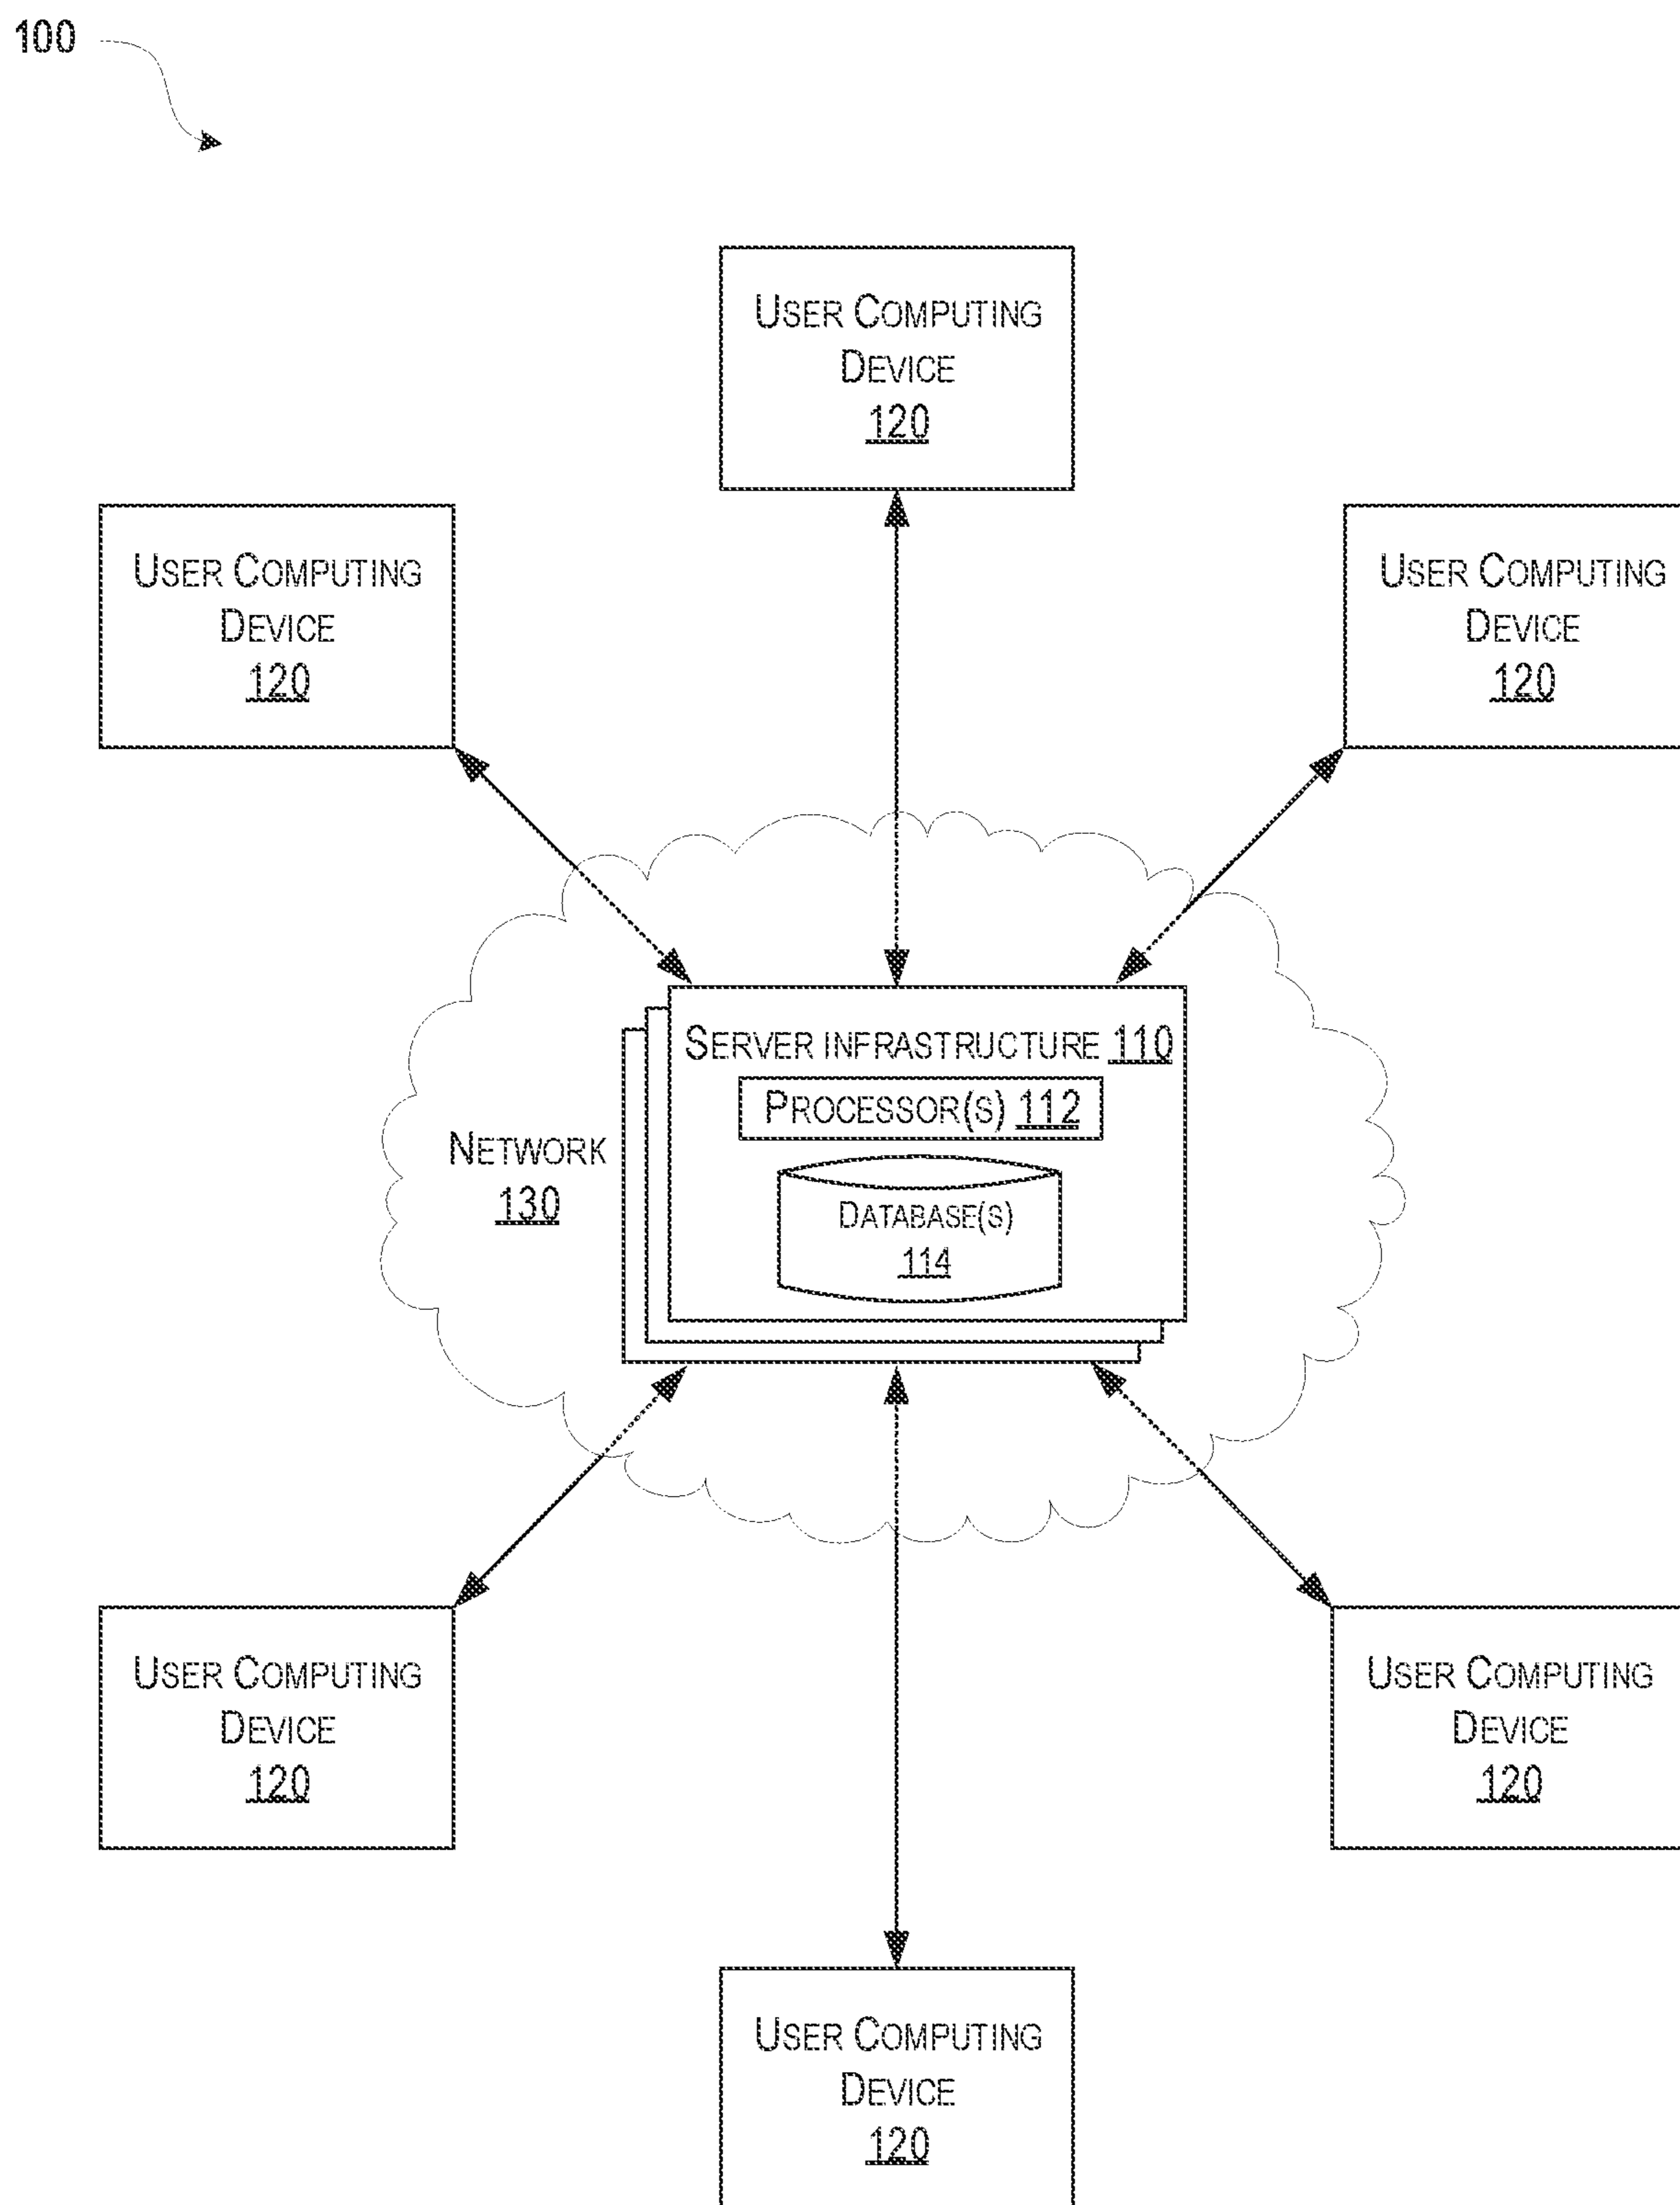 100
USER COMPUTING
DEVICE
120
USER COMPUTING
DEVICE
120
USER COMPUTING
DEVICE
120
SERVER INFRASTRUCTURE 110
PROCESSOR(S) 112
NETWORK
130
DATABASE(S)
114
USER COMPUTING
DEVICE
120
USER COMPUTING
DEVICE
120
USER COMPUTING
DEVICE
120